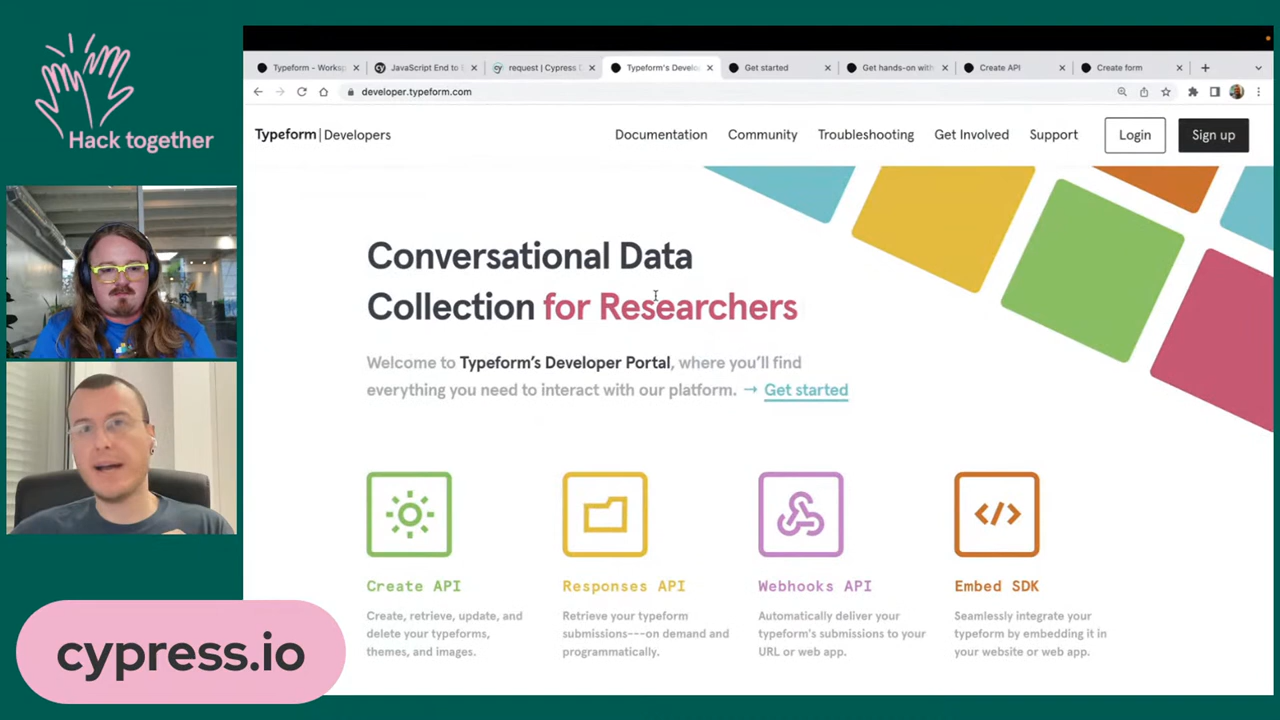 Hack together
Typeform - Worksp
JavaScript End to E
request | Cypress D
Typeform's Develo
Get started
Get hands-on with
Create API
Create form
developer.typeform.com
Typeform | Developers
Documentation
Community
Troubleshooting
Get Involved
Support
Login
Sign up
Conversational Data
Collection for Researchers
Welcome to Typeform's Developer Portal, where you'll find
everything you need to interact with our platform. → Get started
Create API
Create, retrieve, update, and
delete your typeforms,
themes, and images.
Responses API
Retrieve your typeform
submissions---on demand and
programmatically.
Webhooks API
Automatically deliver your
typeform's submissions to your
URL or web app.
Embed SDK
Seamlessly integrate your
typeform by embedding it in
your website or web app.
cypress.io